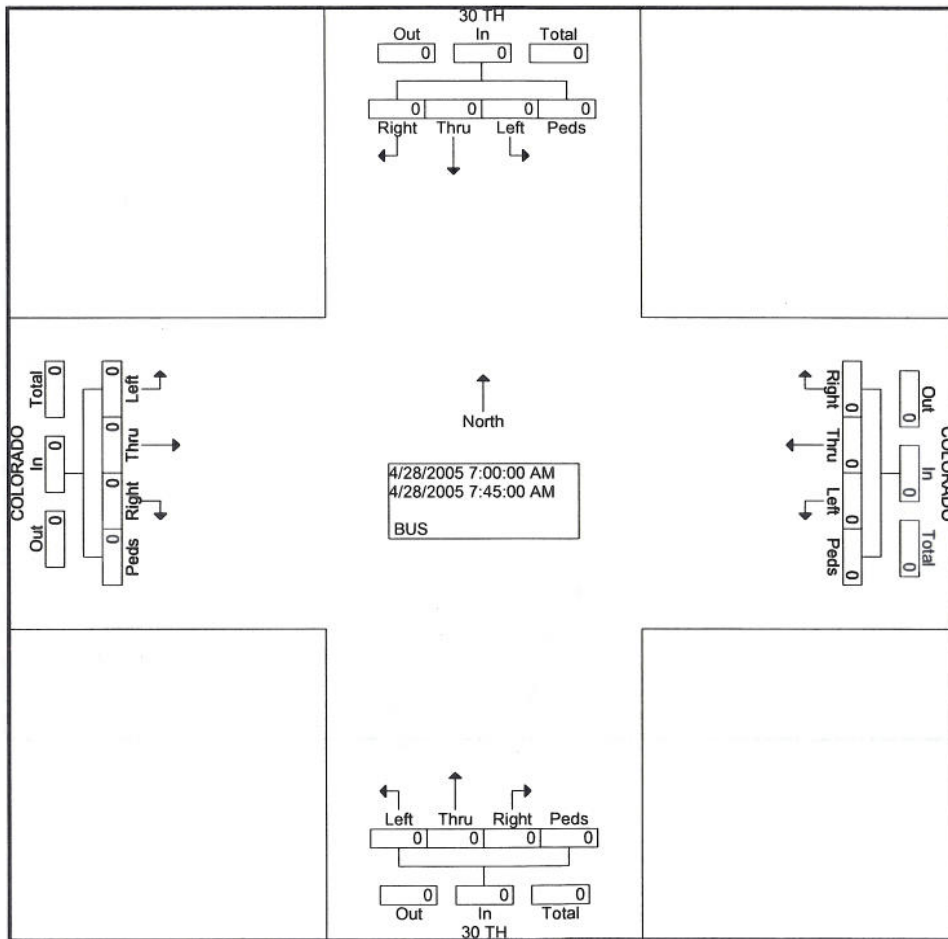 30 TH
Out In Total
0 0 0
0 0 0 0
Right Thru Left Peds
COLORADO
Total In Out
0 0 0
0 0 0 0
Left Thru Right Peds
North
4/28/2005 7:00:00 AM
4/28/2005 7:45:00 AM
BUS
Right Thru Left Peds
0 0 0 0
Out In Total
0 0 0
COLORADO
Left Thru Right Peds
0 0 0 0
0 0 0
Out In Total
30 TH